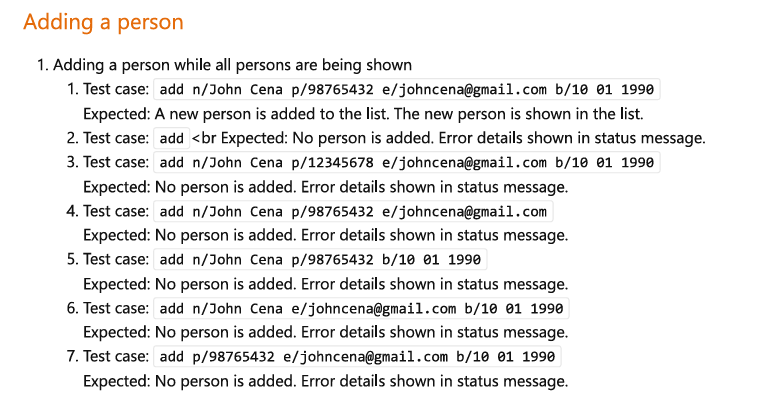 Adding a person
1. Adding a person while all persons are being shown
1. Test case: add n/John Cena p/98765432 e/johncena@gmail.com b/10 01 1990
Expected: A new person is added to the list. The new person is shown in the list.
2. Test case: add <br Expected: No person is added. Error details shown in status message.
3. Test case: add n/John Cena p/12345678 e/johncena@gmail.com b/10 01 1990
Expected: No person is added. Error details shown in status message.
4. Test case: add n/John Cena p/98765432 e/johncena@gmail.com
Expected: No person is added. Error details shown in status message.
5. Test case: add n/John Cena p/98765432 b/10 01 1990
Expected: No person is added. Error details shown in status message.
6. Test case: add n/John Cena e/johncena@gmail.com b/10 01 1990
Expected: No person is added. Error details shown in status message.
7. Test case: add p/98765432 e/johncena@gmail.com b/10 01 1990
Expected: No person is added. Error details shown in status message.